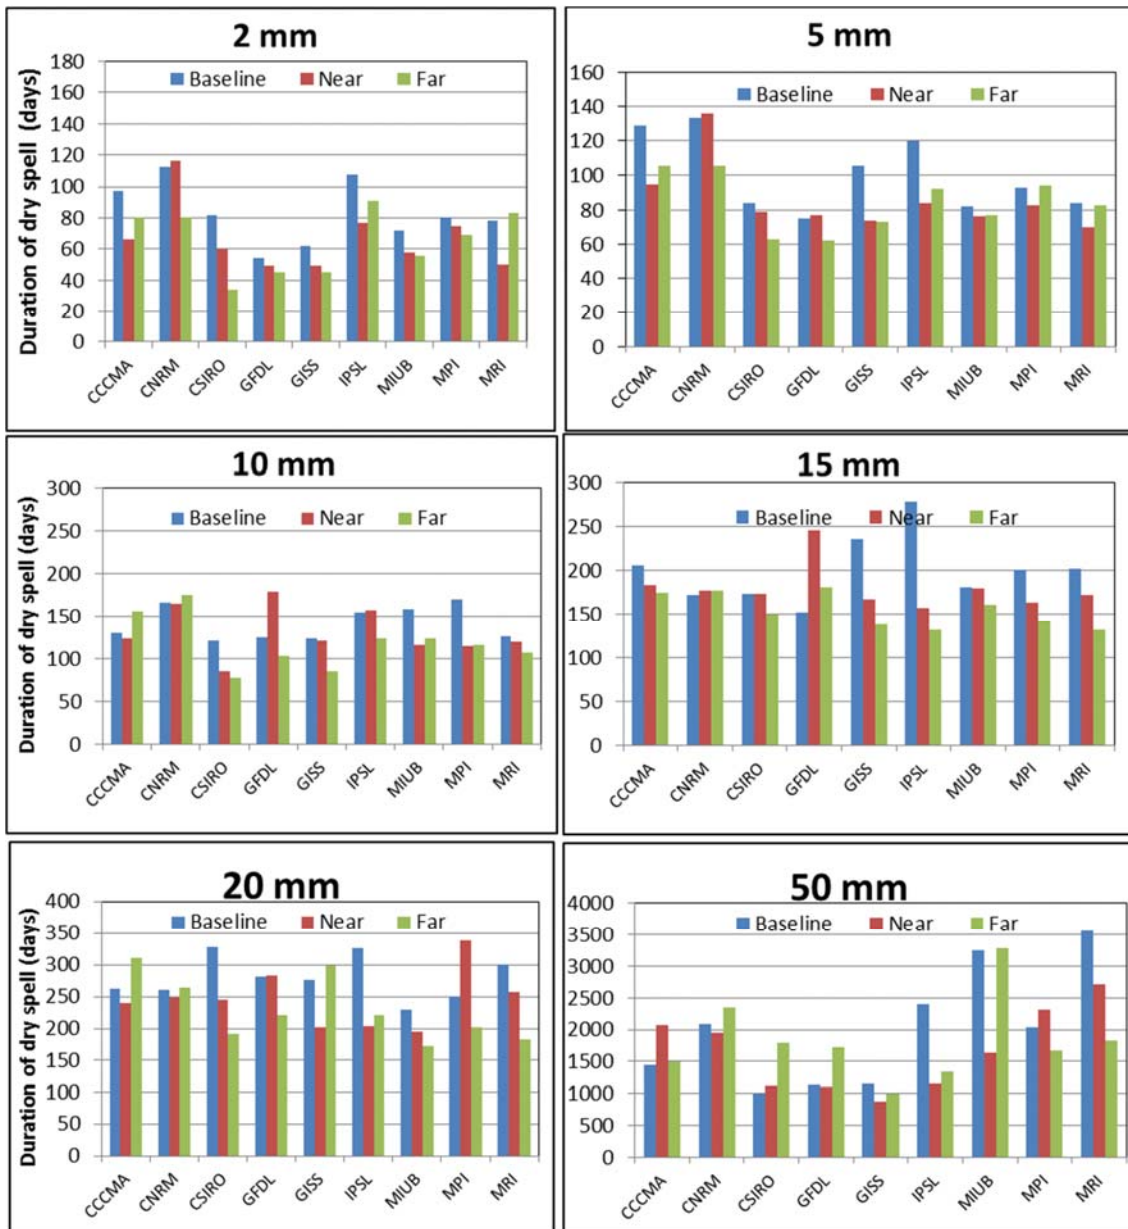 2 mm
Duration of dry spell (days)
180
160
140
120
100
80
60
40
20
0
Baseline Near Far
CCCMA CNRM CSIRO GFDL GISS IPSL MIUB MPI MRI
5 mm
160
140
120
100
80
60
40
20
0
Baseline Near Far
CCCMA CNRM CSIRO GFDL GISS IPSL MIUB MPI MRI
10 mm
Duration of dry spell (days)
300
250
200
150
100
50
0
Baseline Near Far
CCCMA CNRM CSIRO GFDL GISS IPSL MIUB MPI MRI
15 mm
300
250
200
150
100
50
0
Baseline Near Far
CCCMA CNRM CSIRO GFDL GISS IPSL MIUB MPI MRI
20 mm
Duration of dry spell (days)
400
350
300
250
200
150
100
50
0
Baseline Near Far
CCCMA CNRM CSIRO GFDL GISS IPSL MIUB MPI MRI
50 mm
4000
3500
3000
2500
2000
1500
1000
500
0
Baseline Near Far
CCCMA CNRM CSIRO GFDL GISS IPSL MIUB MPI MRI